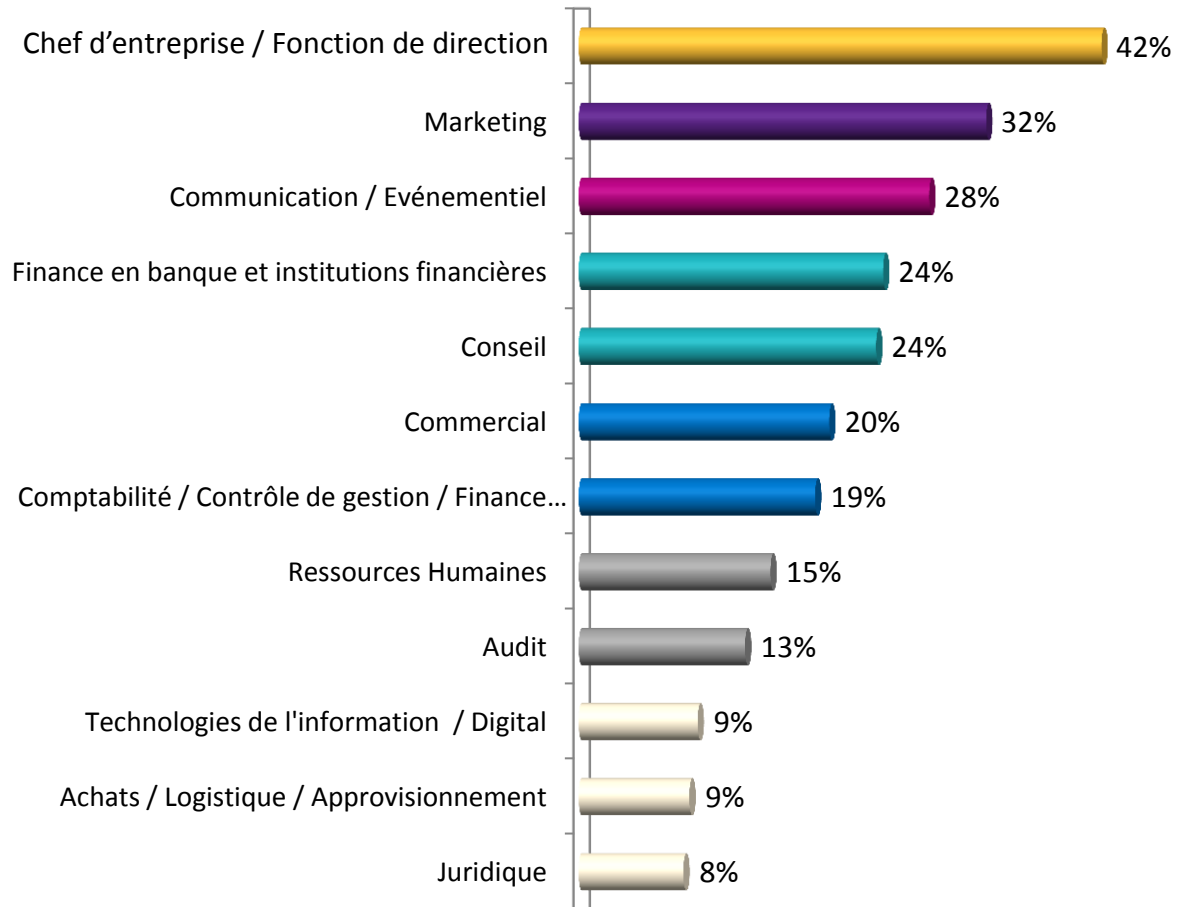 Chef d’entreprise / Fonction de direction 42%
Marketing 32%
Communication / Evénementiel 28%
Finance en banque et institutions financières 24%
Conseil 24%
Commercial 20%
Comptabilité / Contrôle de gestion / Finance… 19%
Ressources Humaines 15%
Audit 13%
Technologies de l'information / Digital 9%
Achats / Logistique / Approvisionnement 9%
Juridique 8%